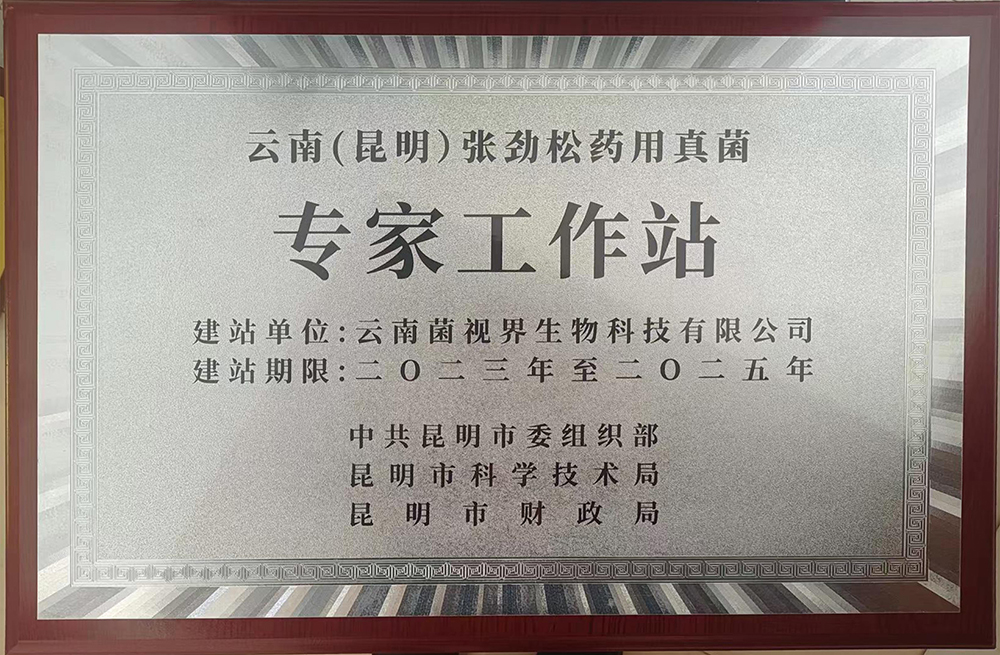 云南(昆明)张劲松药用真菌
专家工作站
建站单位:云南菌视界生物科技有限公司
建站期限:二〇二三年至二〇二五年
中共昆明市委组织部
昆明市科学技术局
昆明市财政局